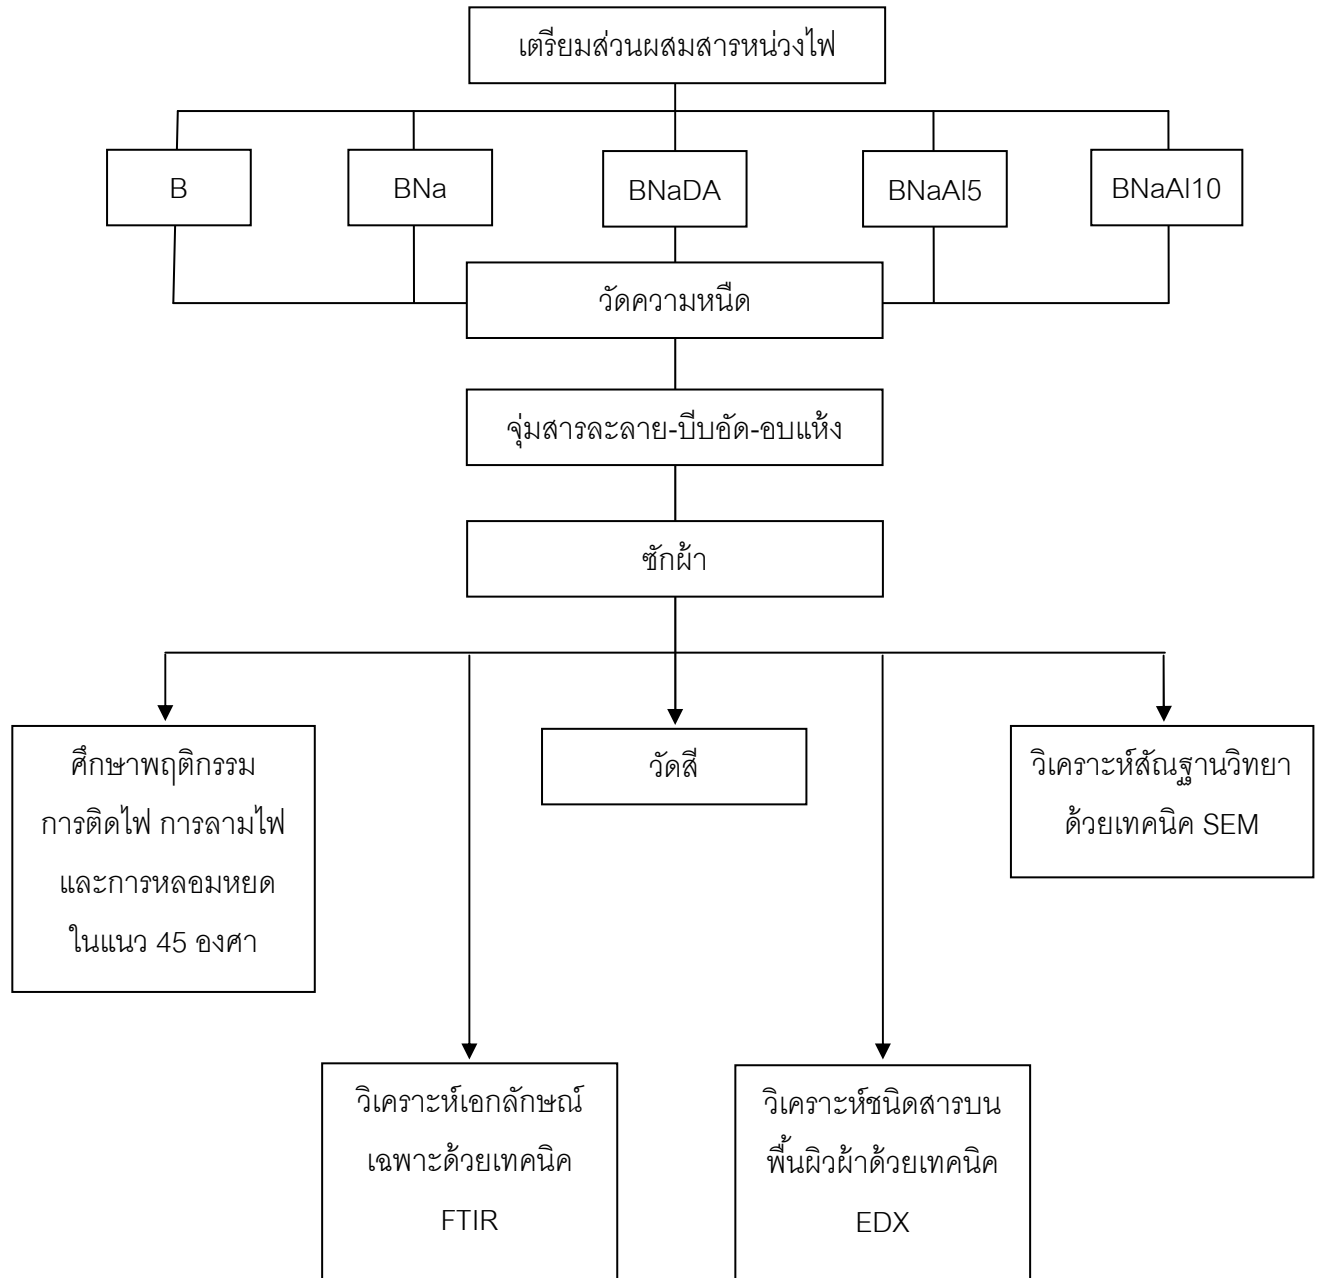 เตรียมส่วนผสมสารหน่วงไฟ
B
BNa
BNaDA
BNaAl5
BNaAl10
วัดความหนืด
จุ่มสารละลาย-บีบอัด-อบแห้ง
ซักผ้า
ศึกษาพฤติกรรม
การติดไฟ การลามไฟ
และการหลอมหยด
ในแนว 45 องศา
วัดสี
วิเคราะห์สัณฐานวิทยา
ด้วยเทคนิค SEM
วิเคราะห์เอกลักษณ์
เฉพาะด้วยเทคนิค
FTIR
วิเคราะห์ชนิดสารบน
พื้นผิวผ้าด้วยเทคนิค
EDX